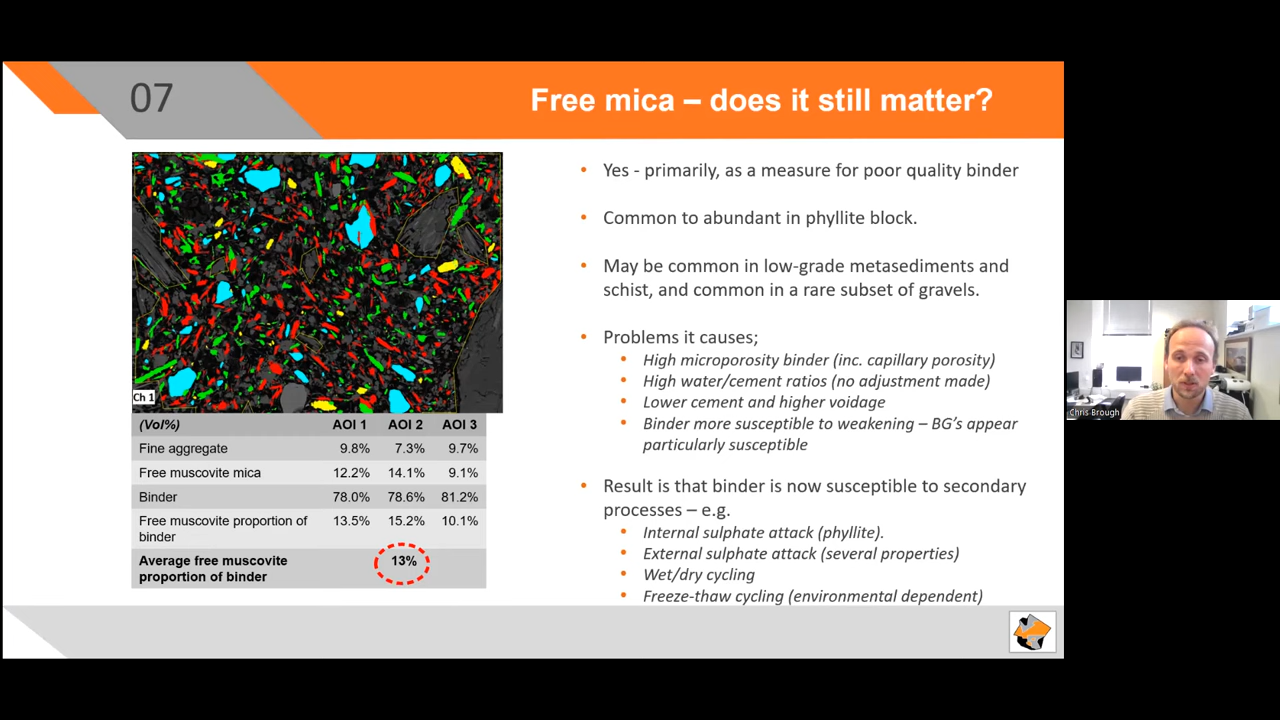 07
Free mica – does it still matter?
Ch 1
(Vol%) AOI 1 AOI 2 AOI 3
Fine aggregate 9.8% 7.3% 9.7%
Free muscovite mica 12.2% 14.1% 9.1%
Binder 78.0% 78.6% 81.2%
Free muscovite proportion of 13.5% 15.2% 10.1%
binder
Average free muscovite 13%
proportion of binder
• Yes - primarily, as a measure for poor quality binder
• Common to abundant in phyllite block.
• May be common in low-grade metasediments and
schist, and common in a rare subset of gravels.
• Problems it causes;
• High microporosity binder (inc. capillary porosity)
• High water/cement ratios (no adjustment made)
• Lower cement and higher voidage
• Binder more susceptible to weakening – BG's appear
particularly susceptible
• Result is that binder is now susceptible to secondary
processes – e.g.
• Internal sulphate attack (phyllite).
• External sulphate attack (several properties)
• Wet/dry cycling
• Freeze-thaw cycling (environmental dependent)
Chris Brough